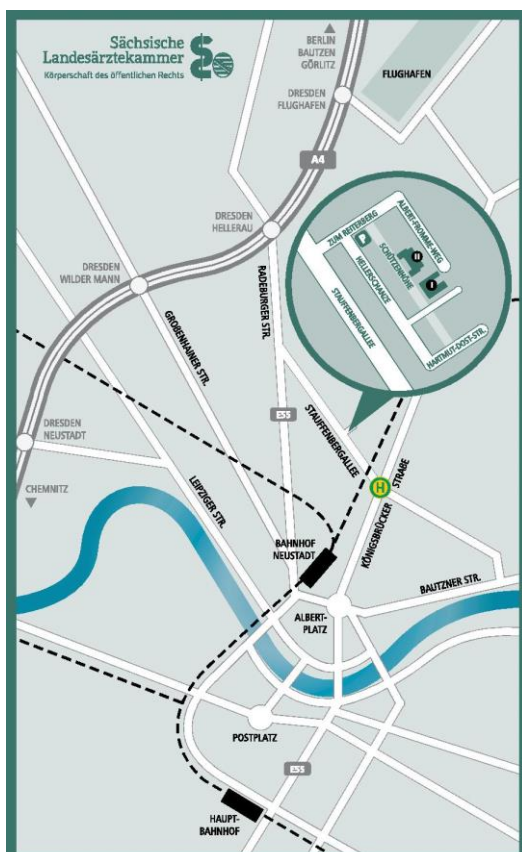 Sächsische
Landesärztekammer
Körperschaft des öffentlichen Rechts
BERLIN
BAUTZEN
GÖRLITZ
FLUGHAFEN
DRESDEN
FLUGHAFEN
A4
DRESDEN
HELLERAU
ZUM REITERBERG
ALBERT-FROMME-WEG
SCHÜTZENHÖHE
II
I
HELLERSCHANZE
STAUFFENBERGALLEE
HARTMUT-DOST-STR.
DRESDEN
WILDER MANN
RADEBURGER STR.
GROßENHAINER STR.
E55
STAUFFENBERGALLEE
DRESDEN
NEUSTADT
CHEMNITZ
LEIPZIGER STR.
H
KÖNIGSBRÜCKER STRAßE
BAHNHOF
NEUSTADT
BAUTZNER STR.
ALBERT-
PLATZ
POSTPLATZ
E55
HAUPT-
BAHNHOF